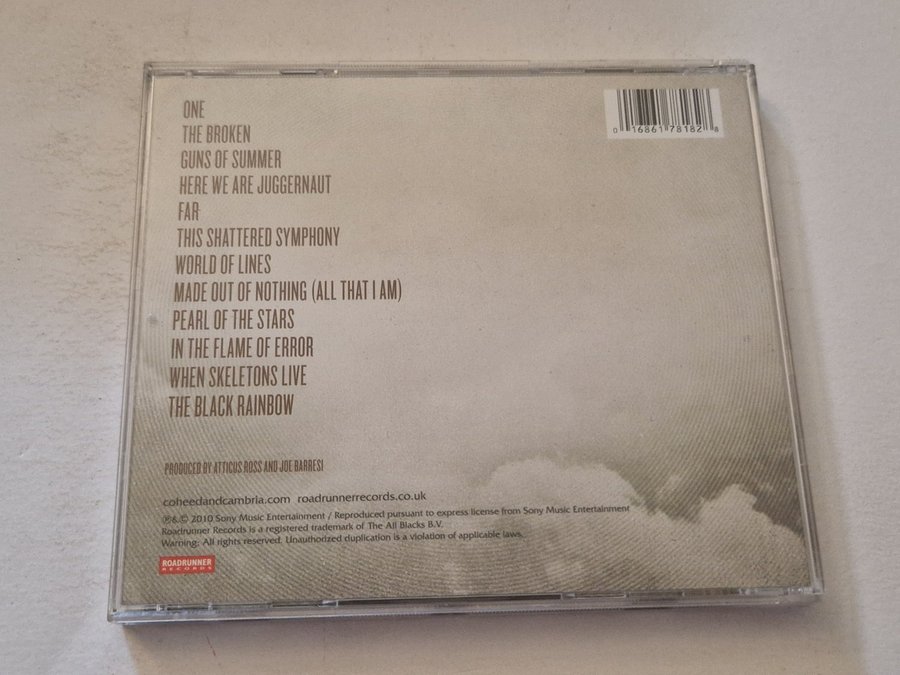 ONE
THE BROKEN
GUNS OF SUMMER
HERE WE ARE JUGGERNAUT
FAR
THIS SHATTERED SYMPHONY
WORLD OF LINES
MADE OUT OF NOTHING (ALL THAT I AM)
PEARL OF THE STARS
IN THE FLAME OF ERROR
WHEN SKELETONS LIVE
THE BLACK RAINBOW
0 16861 78182 8
PRODUCED BY ATTICUS ROSS AND JOE BARRESI
coheedandcambria.com roadrunnerrecords.co.uk
℗&© 2010 Sony Music Entertainment / Reproduced pursuant to express license from Sony Music Entertainment
Roadrunner Records is a registered trademark of The All Blacks B.V.
Warning: All rights reserved. Unauthorized duplication is a violation of applicable laws.
ROADRUNNER
RECORDS